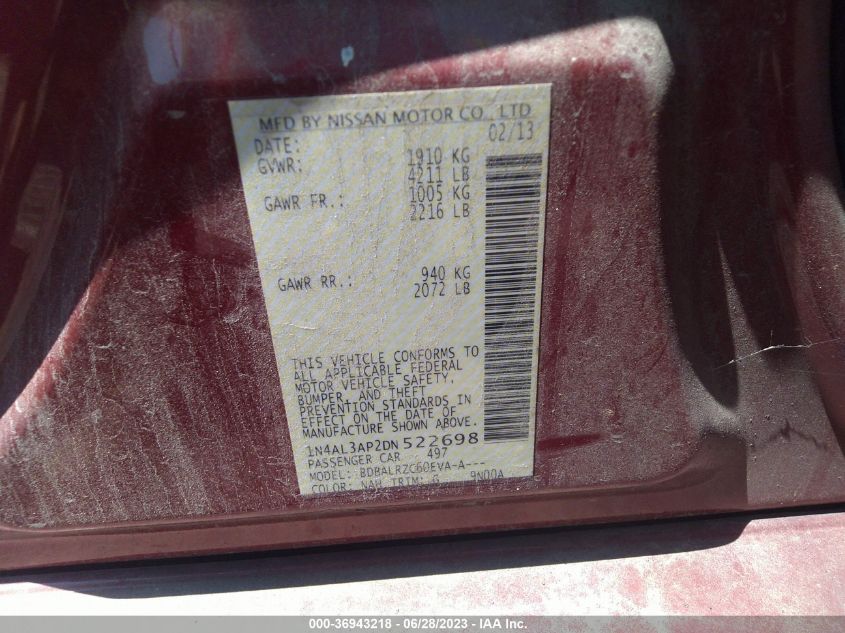 MFD BY NISSAN MOTOR CO., LTD
DATE: 02/13
GVWR: 1910 KG
4211 LB
GAWR FR.: 1005 KG
2216 LB
GAWR RR.: 940 KG
2072 LB
THIS VEHICLE CONFORMS TO
ALL APPLICABLE FEDERAL
MOTOR VEHICLE SAFETY,
BUMPER, AND THEFT
PREVENTION STANDARDS IN
EFFECT ON THE DATE OF
MANUFACTURE SHOWN ABOVE.
1N4AL3AP2DN522698
PASSENGER CAR 497
MODEL: BDBALRZC60EVA-A---
COLOR: NAH TRIM: G 9N00A
000-36943218 - 06/28/2023 - IAA Inc.